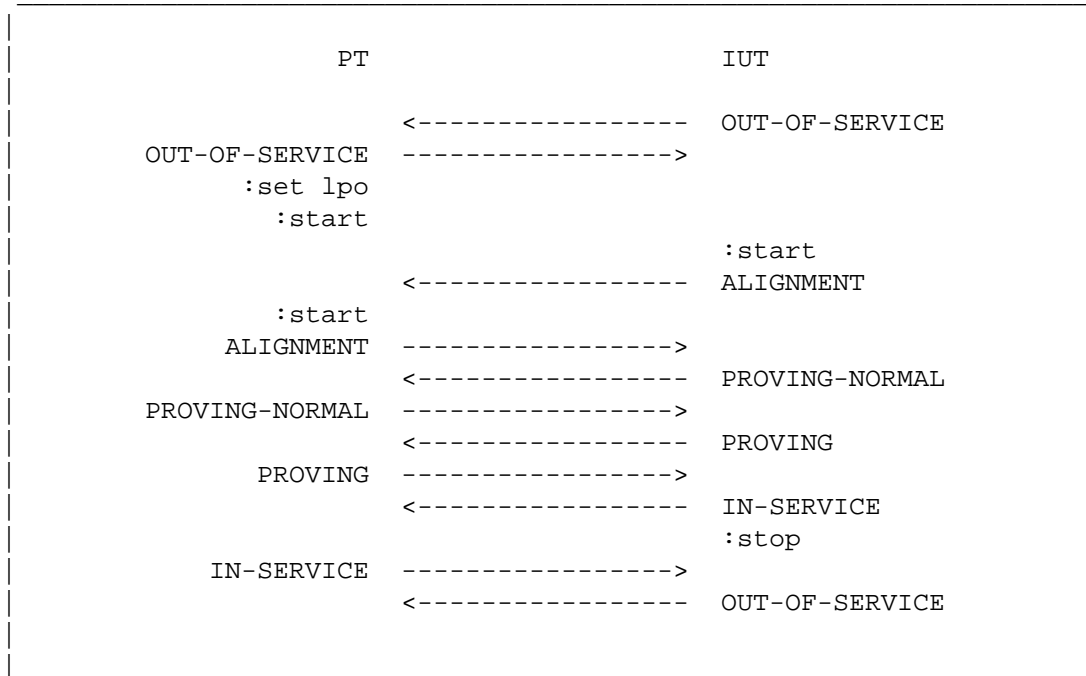 PT IUT
<----------------- OUT-OF-SERVICE
OUT-OF-SERVICE ----------------->
:set lpo
:start
:start
<----------------- ALIGNMENT
:start
ALIGNMENT ----------------->
<----------------- PROVING-NORMAL
PROVING-NORMAL ----------------->
<----------------- PROVING
PROVING ----------------->
<----------------- IN-SERVICE
:stop
IN-SERVICE ----------------->
<----------------- OUT-OF-SERVICE